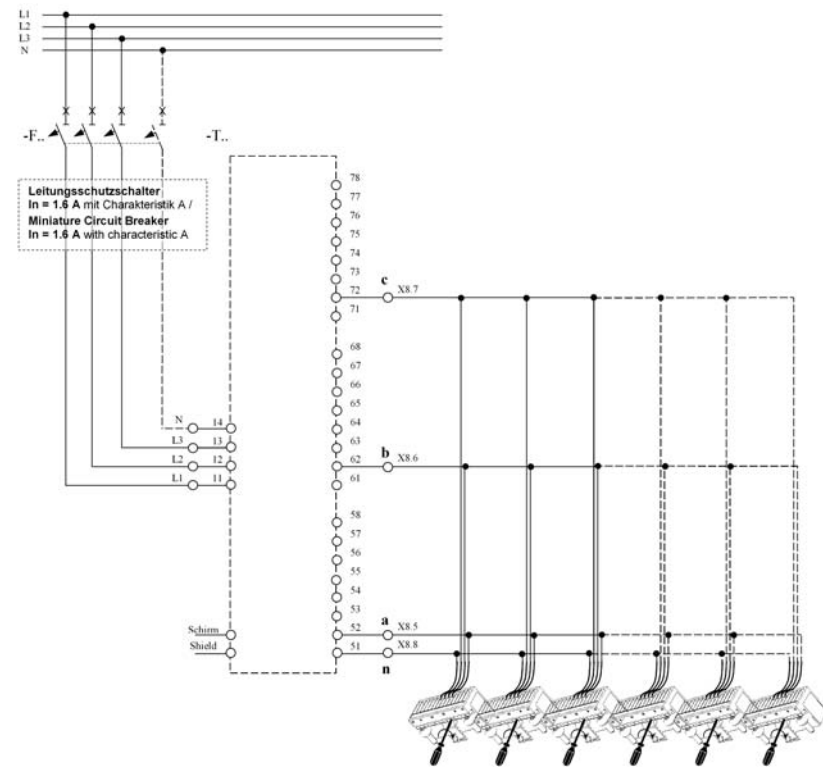 L1
L2
L3
N
-F..
-T..
Leitungsschutzschalter
In = 1.6 A mit Charakteristik A /
Miniature Circuit Breaker
In = 1.6 A with characteristic A
78
77
76
75
74
73
72
c
X8.7
71
68
67
66
65
64
63
62
b
X8.6
61
58
57
56
55
54
53
52
a
X8.5
51
X8.8
n
N
14
L3
13
L2
12
L1
11
Schirm
Shield